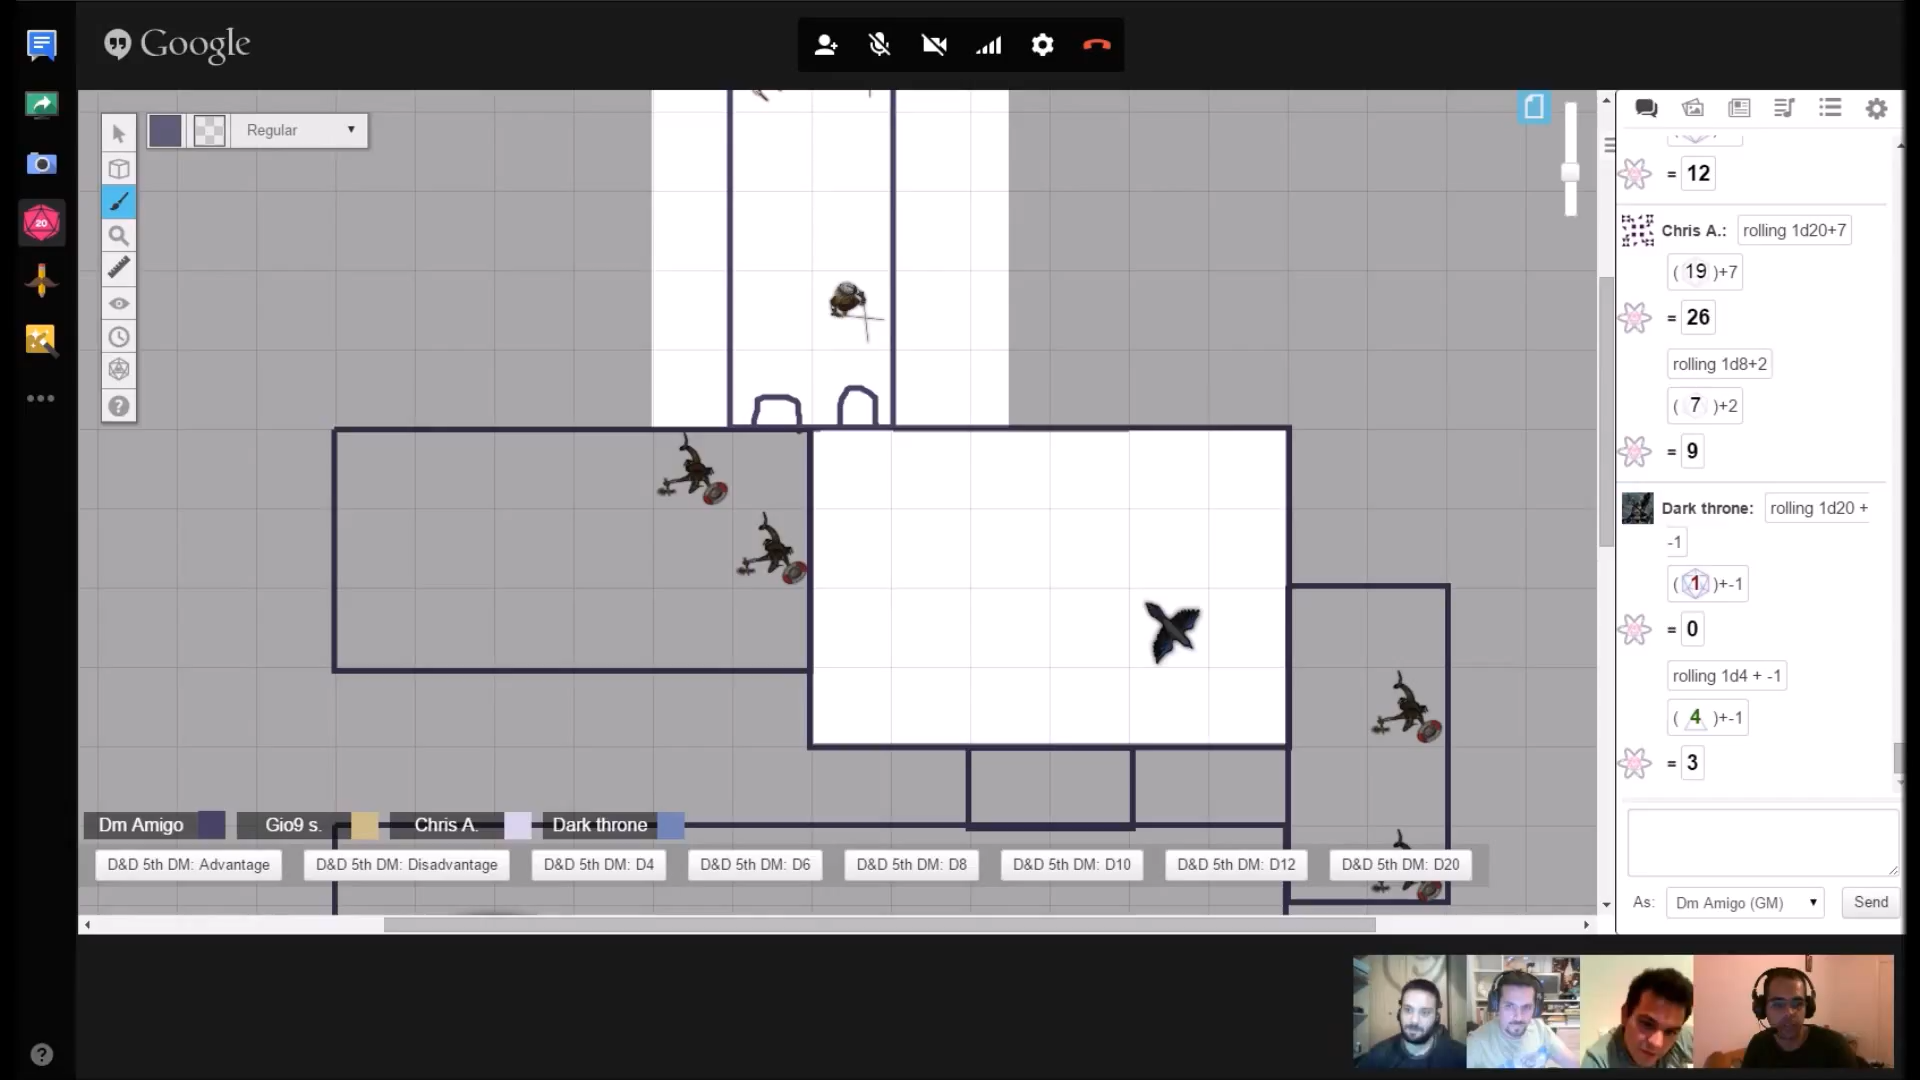 Google
Regular
= 12
Chris A.: rolling 1d20+7
( 19 )+7
= 26
rolling 1d8+2
( 7 )+2
= 9
Dark throne: rolling 1d20 +
-1
( 1 )+-1
= 0
rolling 1d4 + -1
( 4 )+-1
= 3
20
?
Dm Amigo Gio9 s. Chris A. Dark throne
D&D 5th DM: Advantage D&D 5th DM: Disadvantage D&D 5th DM: D4 D&D 5th DM: D6 D&D 5th DM: D8 D&D 5th DM: D10 D&D 5th DM: D12 D&D 5th DM: D20
As: Dm Amigo (GM) Send
?